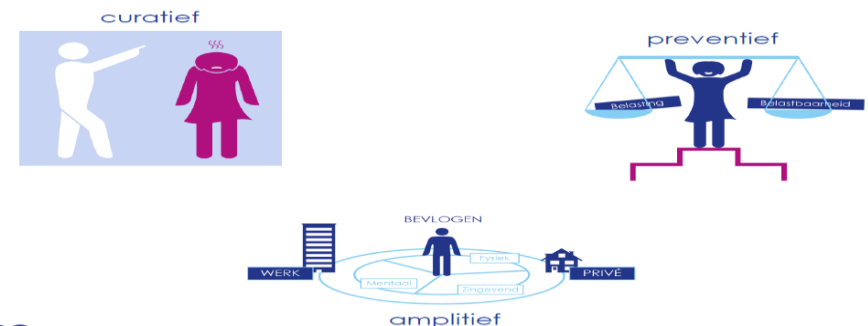 curatief
preventief
Belasting
Belastbaarheid
BEVLOGEN
WERK
Fysiek
PRIVÉ
Mentaal
Zingevend
amplitief